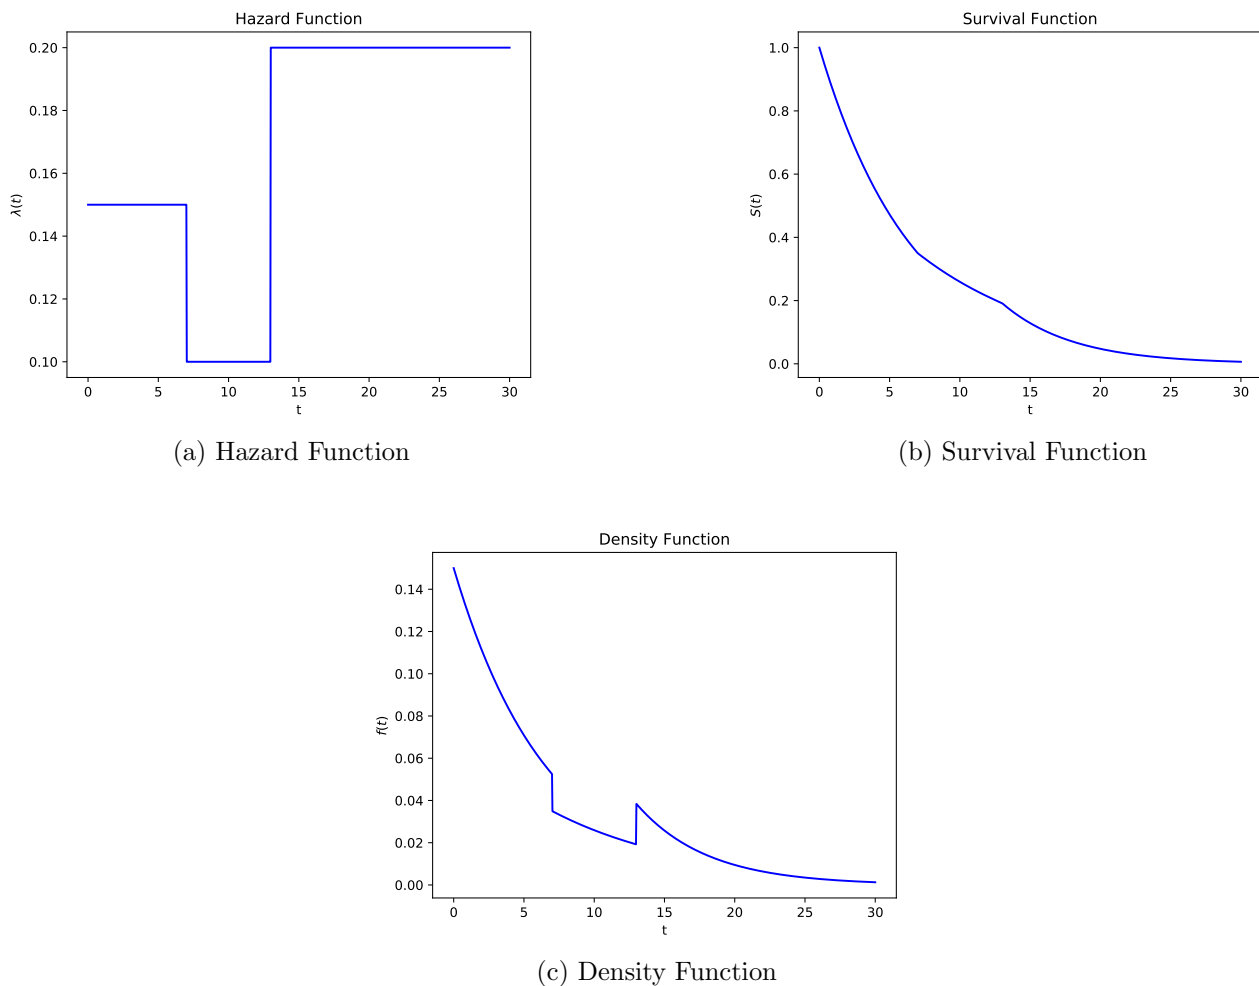 Hazard Function
0.20
0.18
0.16
0.14
0.12
0.10
λ(t)
0 5 10 15 20 25 30
t
(a) Hazard Function
Survival Function
1.0
0.8
0.6
0.4
0.2
0.0
S(t)
0 5 10 15 20 25 30
t
(b) Survival Function
Density Function
0.14
0.12
0.10
0.08
0.06
0.04
0.02
0.00
f(t)
0 5 10 15 20 25 30
t
(c) Density Function